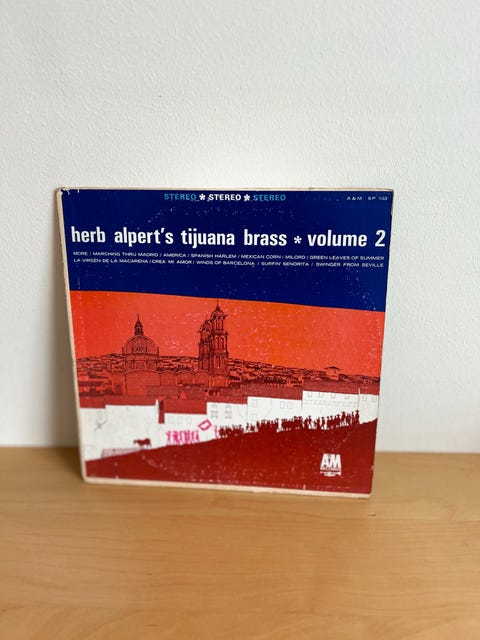 STEREO * STEREO * STEREO
A & M SP 103
herb alpert's tijuana brass * volume 2
MORE / MARCHING THRU MADRID / AMERICA / SPANISH HARLEM / MEXICAN CORN / MILORD / GREEN LEAVES OF SUMMER
LA VIRGEN DE LA MACARENA / CREA MI AMOR / WINDS OF BARCELONA / SURFIN' SENORITA / SWINGER FROM SEVILLE
A&M
RECORDS